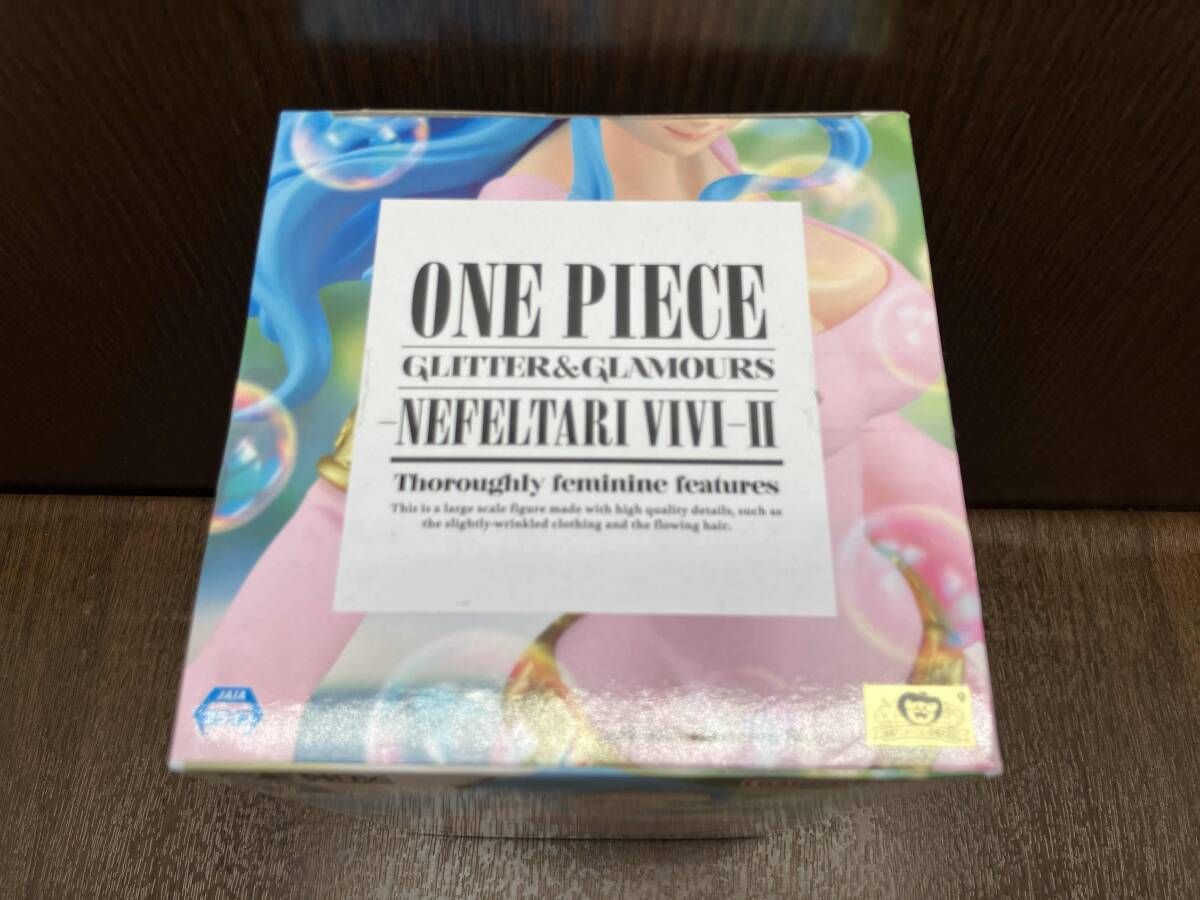 ONE PIECE
GLITTER&GLAMOURS
-NEFELTARI VIVI-II
Thoroughly feminine features
This is a large scale figure made with high quality details, such as
the slightly-wrinkled clothing and the flowing hair.
JAIA